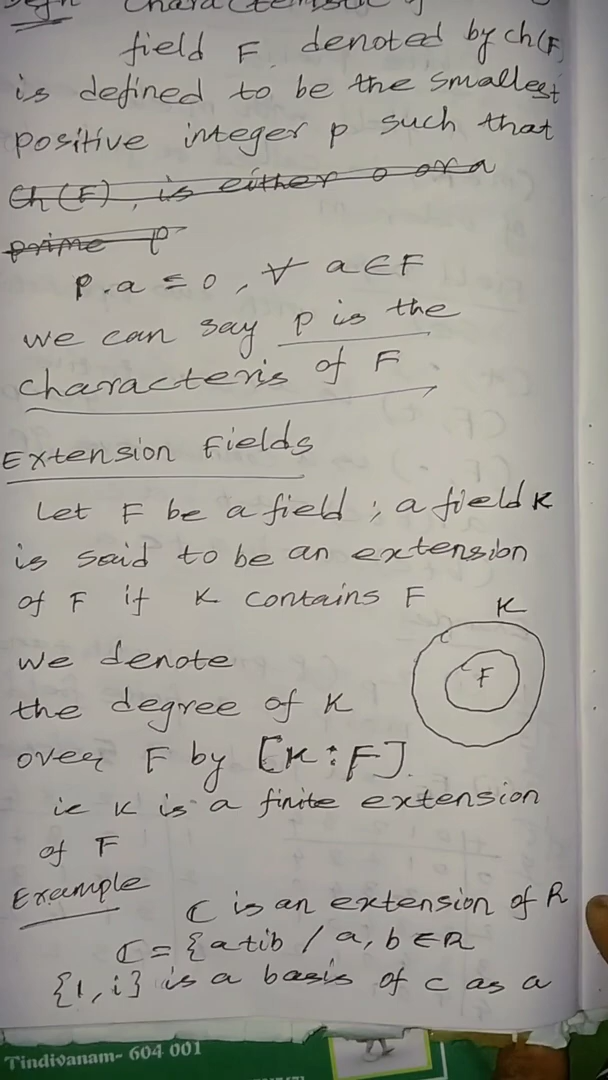 Defn Characteristic of
field F denoted by ch(F)
is defined to be the smallest
positive integer p such that
ch(F), is either 0 or a
prime p
p.a = 0, ∀ a∈F
we can say p is the
characteris of F
Extension Fields
Let F be a field; a field K
is said to be an extension
of F if K contains F
K
F
we denote
the degree of K
over F by [K:F].
ie K is a finite extension
of F
Example
C is an extension of R
C = {a+ib / a, b ∈ R
{1, i} is a basis of C as a
Tindivanam- 604 001